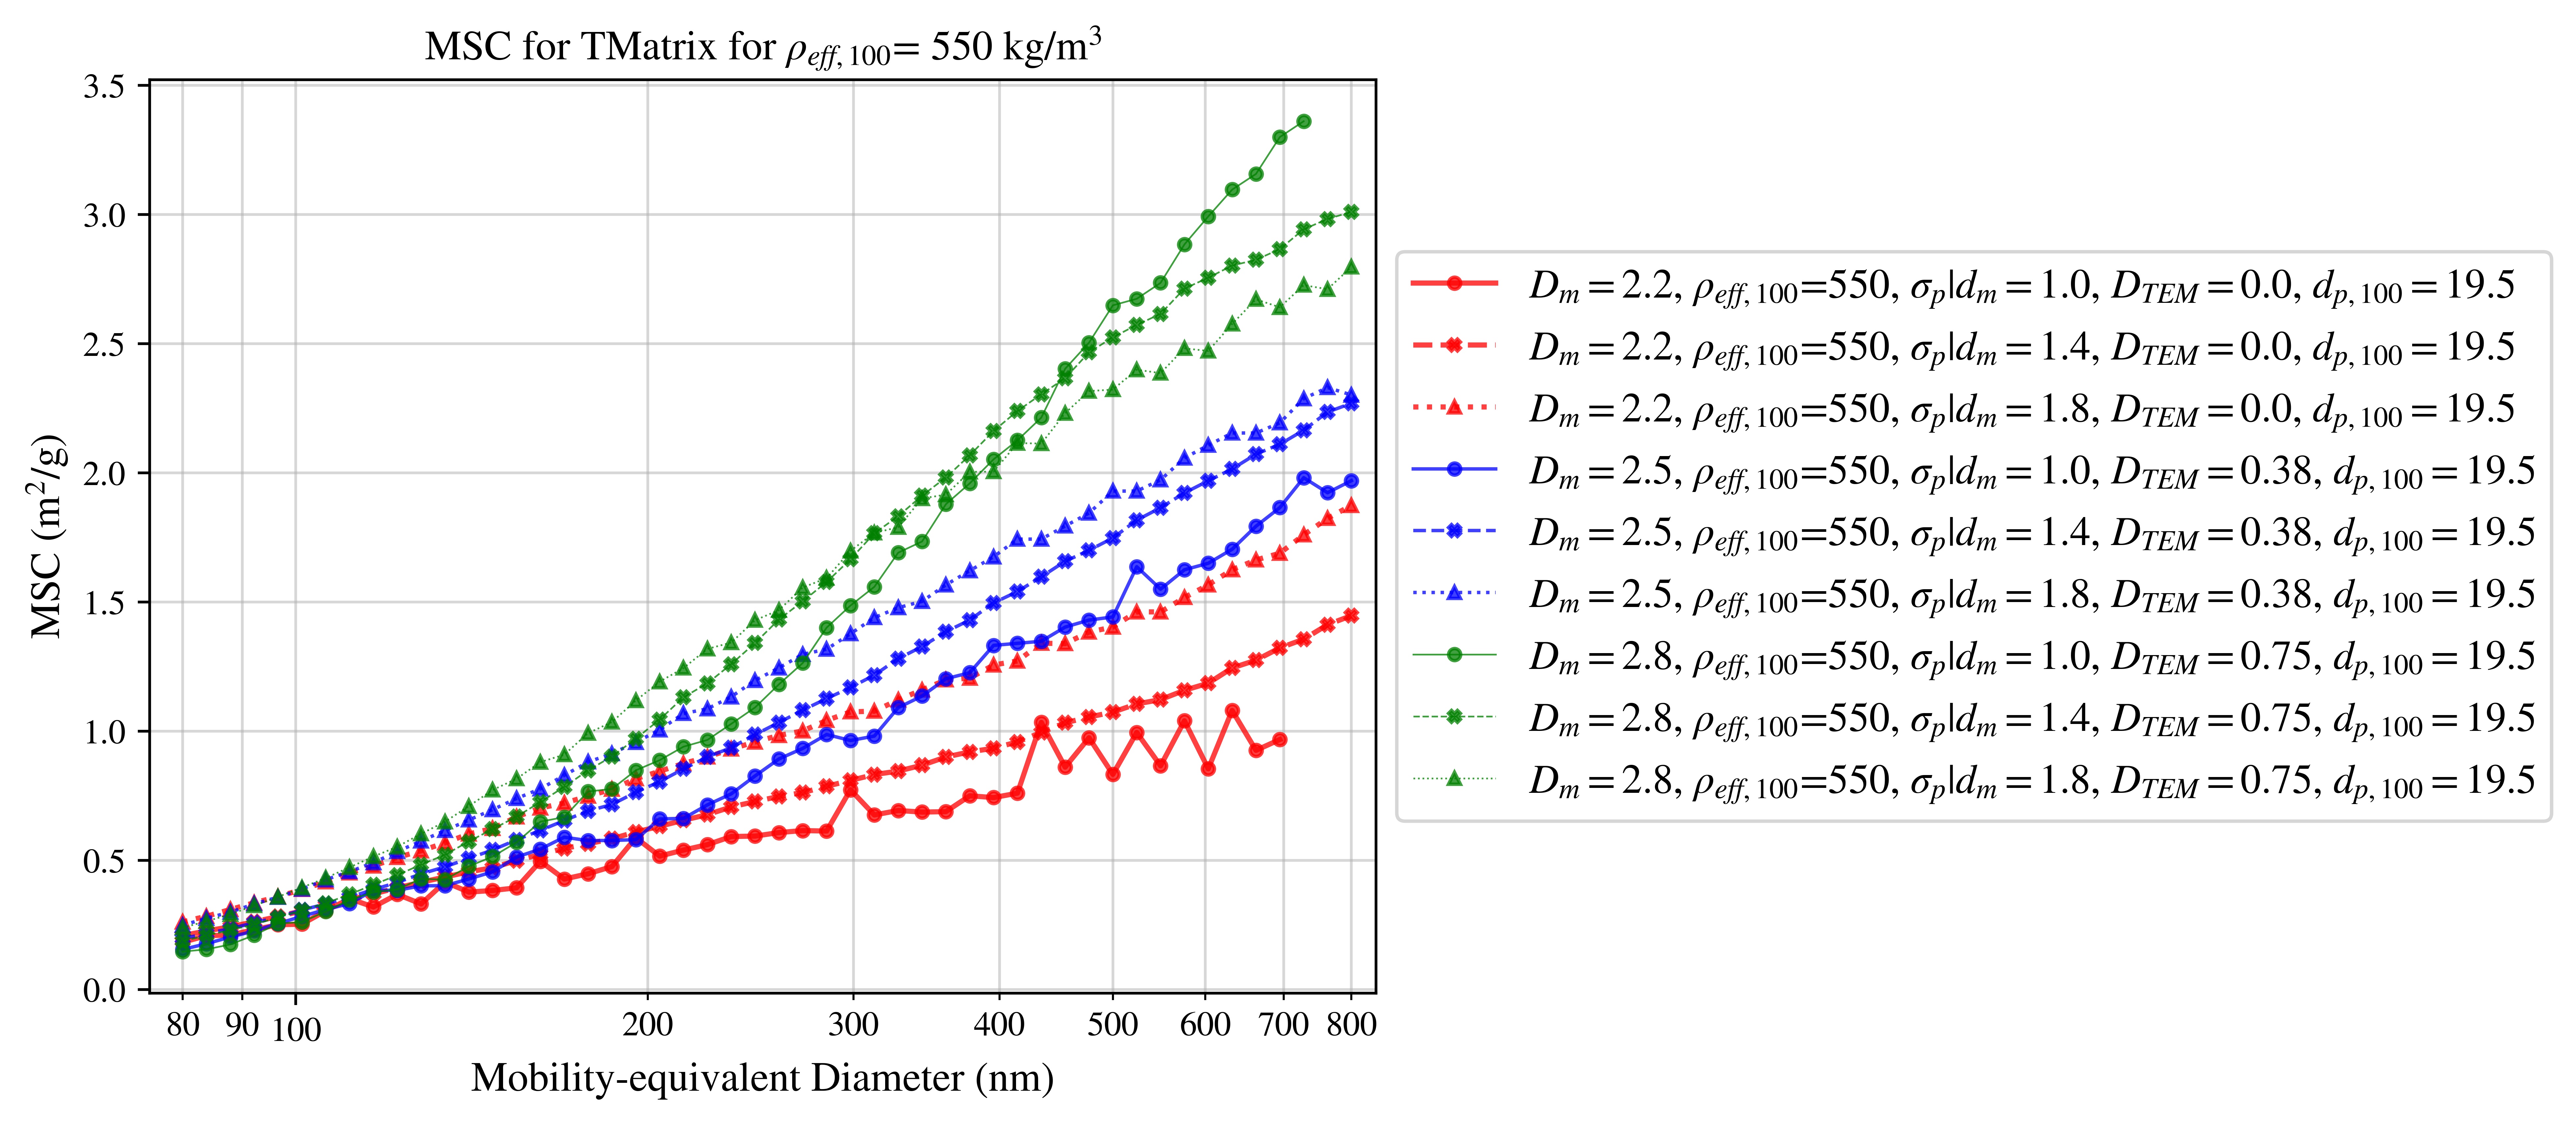 MSC for TMatrix for ρeff,100= 550 kg/m³
MSC (m²/g)
3.5
3.0
2.5
2.0
1.5
1.0
0.5
0.0
80 90 100 200 300 400 500 600 700 800
Mobility-equivalent Diameter (nm)
Dm = 2.2, ρeff,100=550, σp|dm = 1.0, DTEM = 0.0, dp,100 = 19.5
Dm = 2.2, ρeff,100=550, σp|dm = 1.4, DTEM = 0.0, dp,100 = 19.5
Dm = 2.2, ρeff,100=550, σp|dm = 1.8, DTEM = 0.0, dp,100 = 19.5
Dm = 2.5, ρeff,100=550, σp|dm = 1.0, DTEM = 0.38, dp,100 = 19.5
Dm = 2.5, ρeff,100=550, σp|dm = 1.4, DTEM = 0.38, dp,100 = 19.5
Dm = 2.5, ρeff,100=550, σp|dm = 1.8, DTEM = 0.38, dp,100 = 19.5
Dm = 2.8, ρeff,100=550, σp|dm = 1.0, DTEM = 0.75, dp,100 = 19.5
Dm = 2.8, ρeff,100=550, σp|dm = 1.4, DTEM = 0.75, dp,100 = 19.5
Dm = 2.8, ρeff,100=550, σp|dm = 1.8, DTEM = 0.75, dp,100 = 19.5